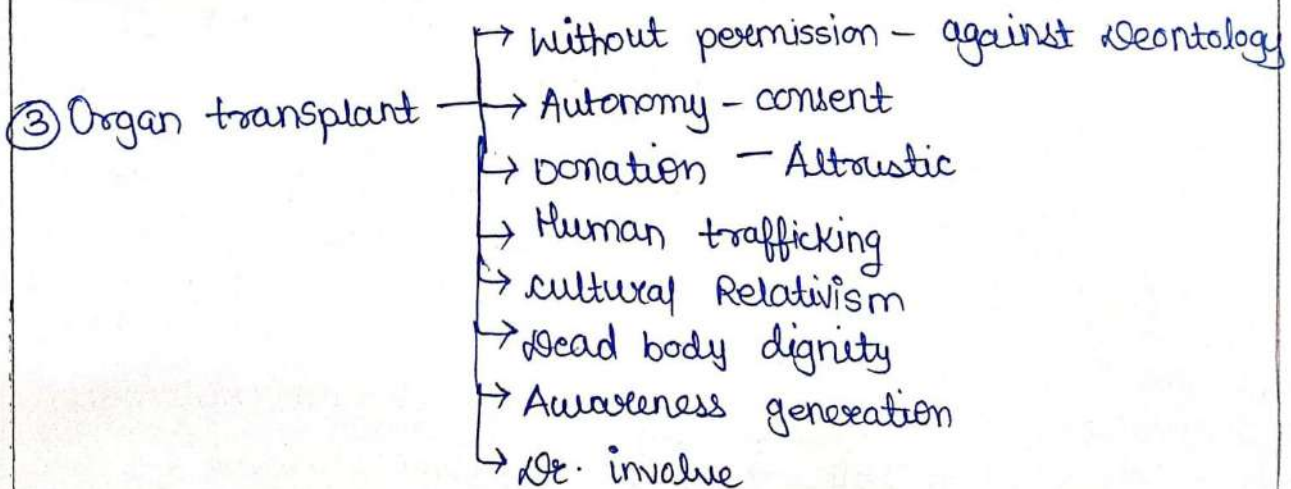 → Without permission - against Deontology
③ Organ transplant → Autonomy - consent
→ Donation - Altrustic
→ Human trafficking
→ cultural Relativism
→ Dead body dignity
→ Awareness generation
→ Dr. involve